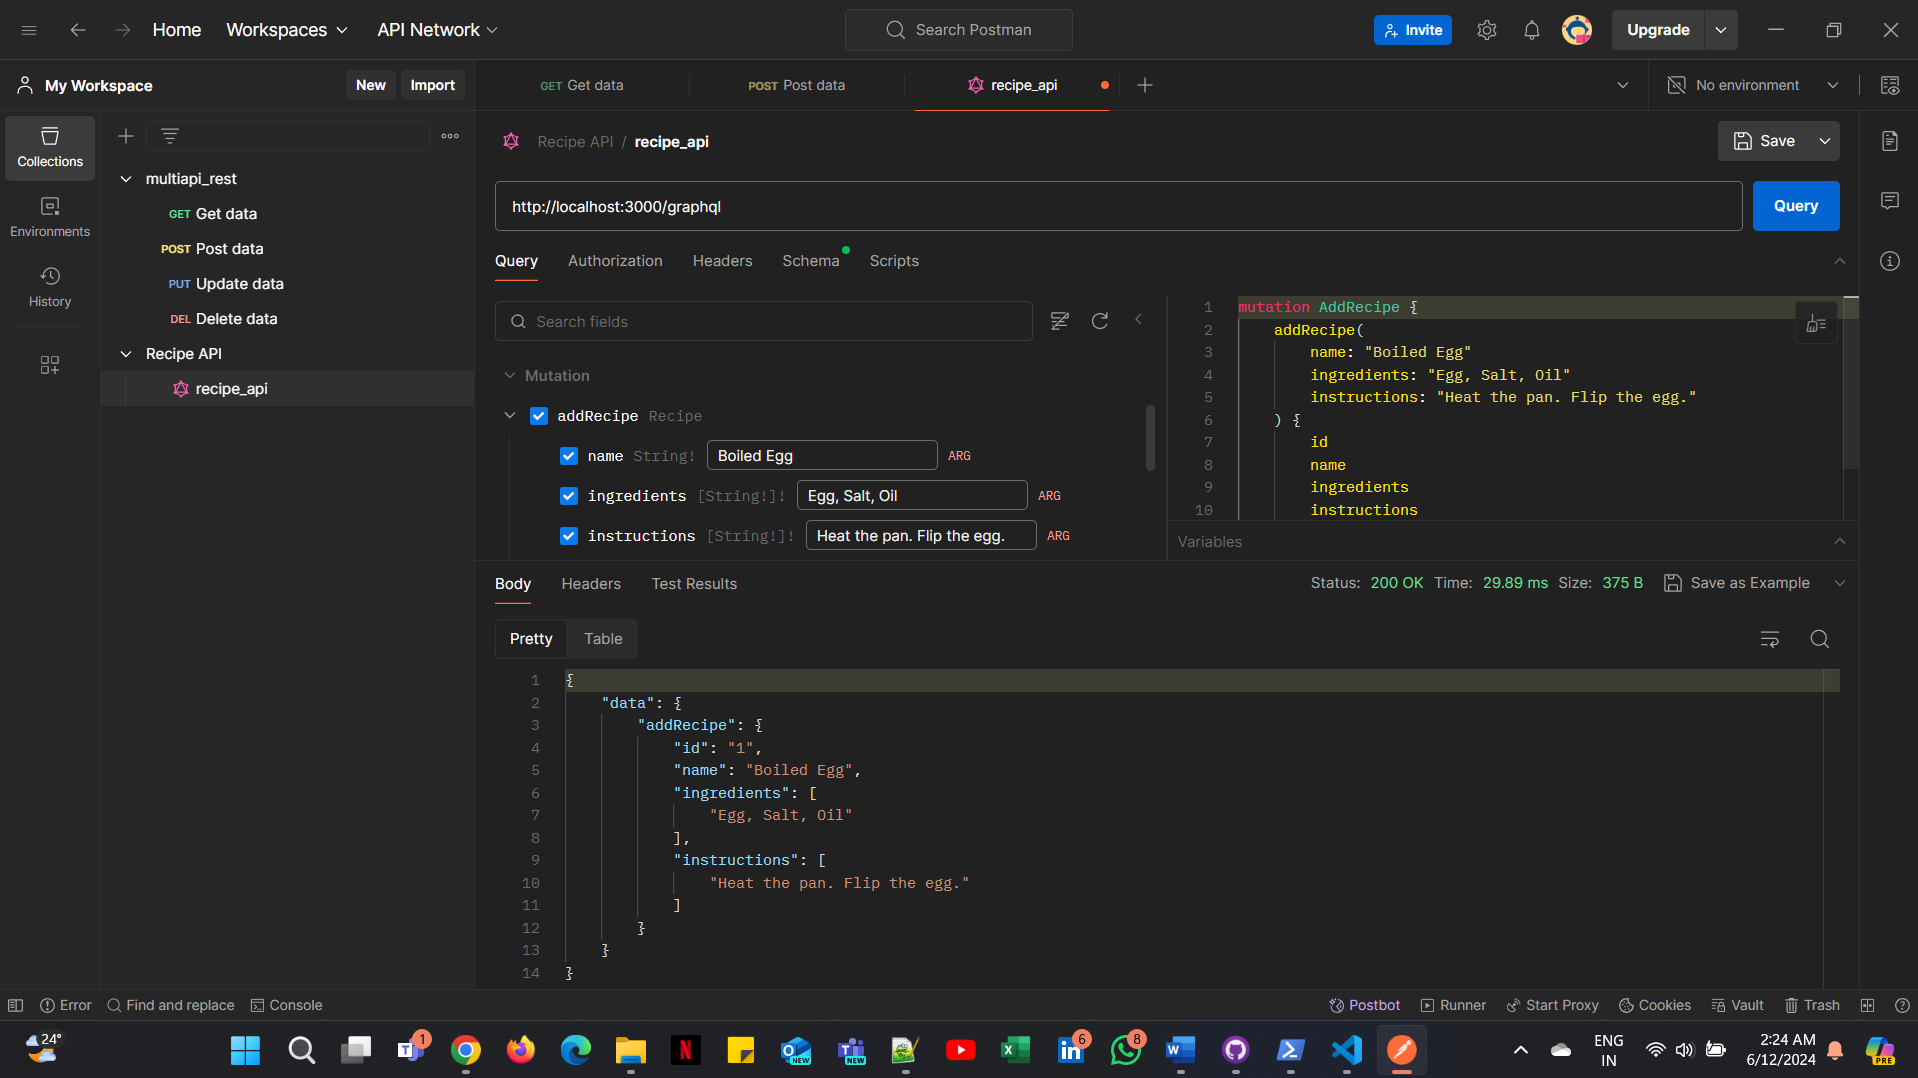 Home Workspaces API Network Search Postman Invite Upgrade
My Workspace New Import GET Get data POST Post data recipe_api No environment
Collections
Environments
History
multiapi_rest
GET Get data
POST Post data
PUT Update data
DEL Delete data
Recipe API
recipe_api
Recipe API / recipe_api Save
http://localhost:3000/graphql Query
Query Authorization Headers Schema Scripts
Search fields
Mutation
addRecipe Recipe
name String! Boiled Egg ARG
ingredients [String!]! Egg, Salt, Oil ARG
instructions [String!]! Heat the pan. Flip the egg. ARG
1 mutation AddRecipe {
2 addRecipe(
3 name: "Boiled Egg"
4 ingredients: "Egg, Salt, Oil"
5 instructions: "Heat the pan. Flip the egg."
6 ) {
7 id
8 name
9 ingredients
10 instructions
Variables
Body Headers Test Results Status: 200 OK Time: 29.89 ms Size: 375 B Save as Example
Pretty Table
1 {
2 "data": {
3 "addRecipe": {
4 "id": "1",
5 "name": "Boiled Egg",
6 "ingredients": [
7 "Egg, Salt, Oil"
8 ],
9 "instructions": [
10 "Heat the pan. Flip the egg."
11 ]
12 }
13 }
14 }
Error Find and replace Console Postbot Runner Start Proxy Cookies Vault Trash
24° 1 N NEW NEW 6 8 ENG 2:24 AM
IN 6/12/2024 PRE